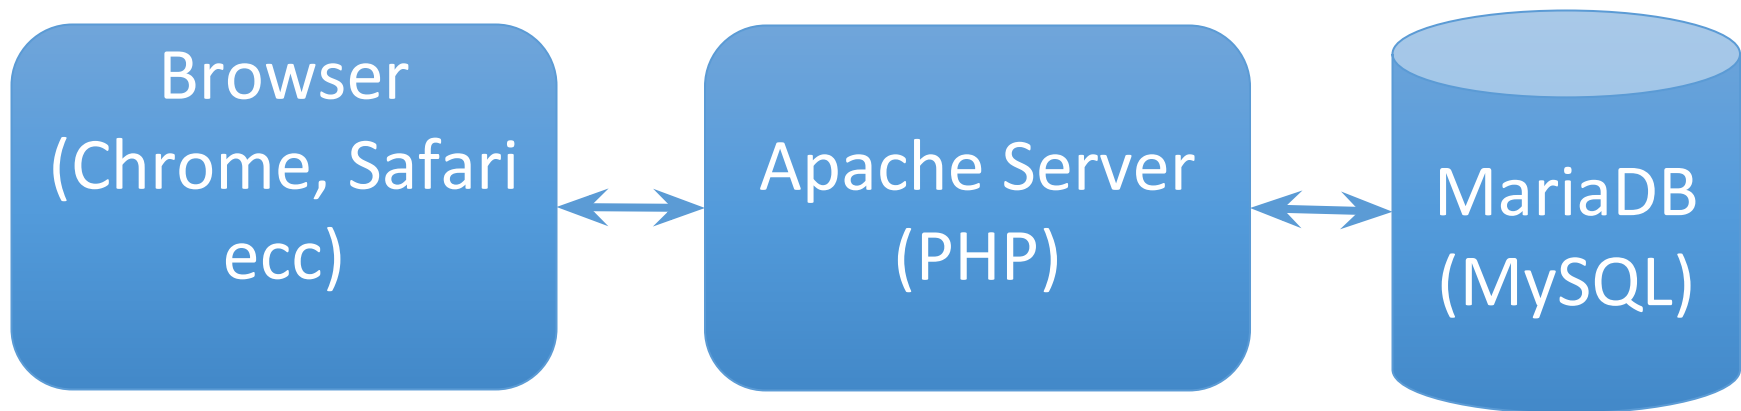 Browser
(Chrome, Safari
ecc)
Apache Server
(PHP)
MariaDB
(MySQL)